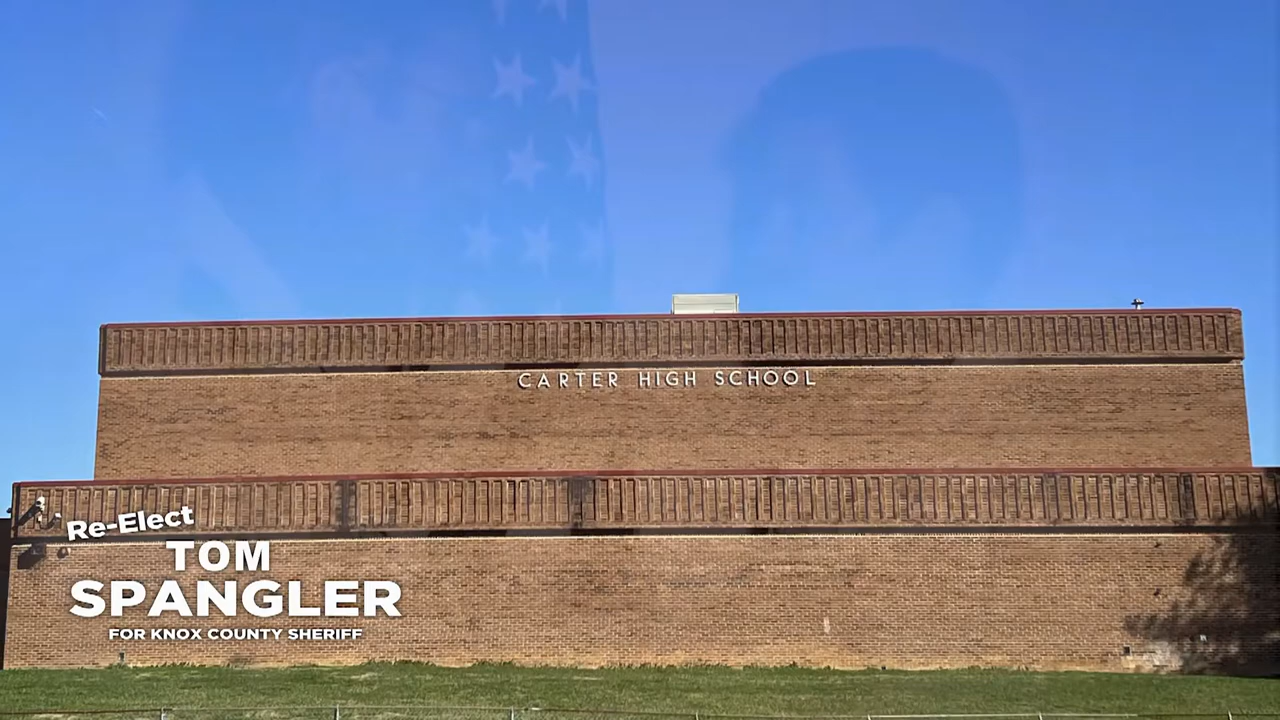 CARTER HIGH SCHOOL
Re-Elect
TOM
SPANGLER
FOR KNOX COUNTY SHERIFF